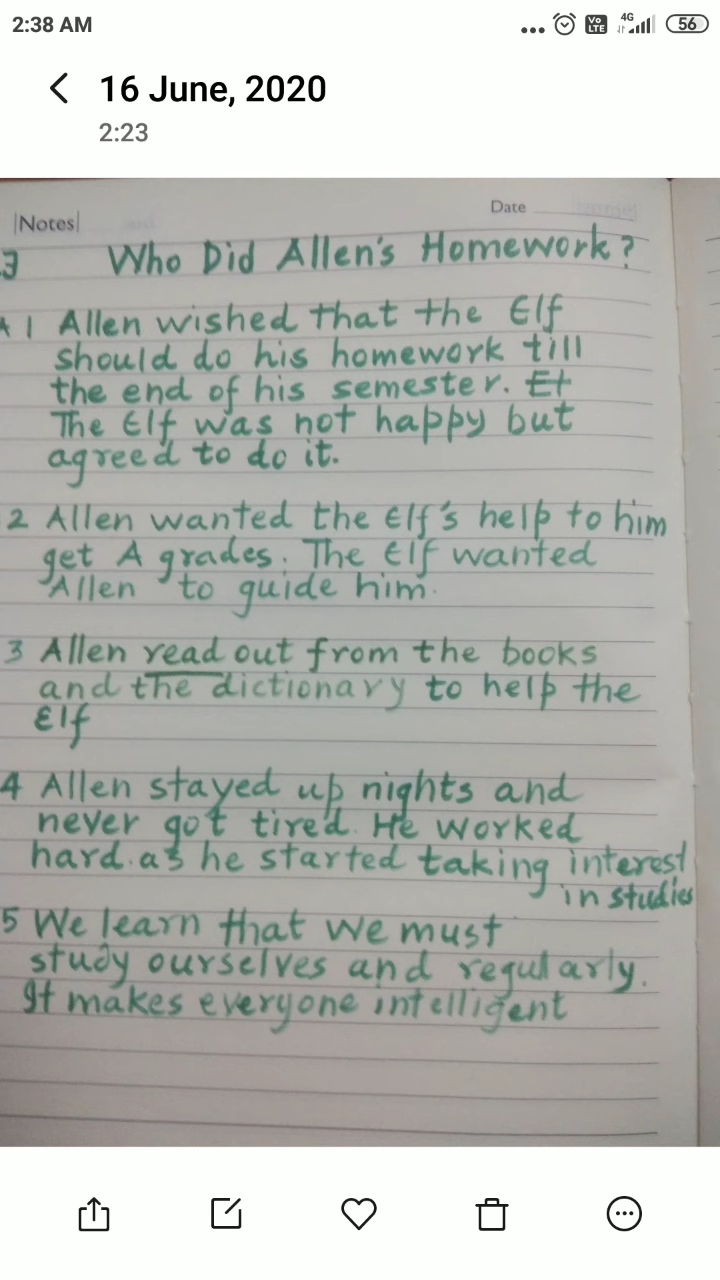 2:38 AM
... Vo LTE 4G 56
16 June, 2020
2:23
Notes
Date
3 Who Did Allen's Homework?
A 1 Allen wished that the Elf
should do his homework till
the end of his semester. Et
The Elf was not happy but
agreed to do it.
2 Allen wanted the Elf's help to him
get A grades. The Elf wanted
Allen to guide him.
3 Allen read out from the books
and the dictionary to help the
Elf
4 Allen stayed up nights and
never got tired. He worked
hard. as he started taking interest
in studies
5 We learn that we must
study ourselves and regularly.
It makes everyone intelligent